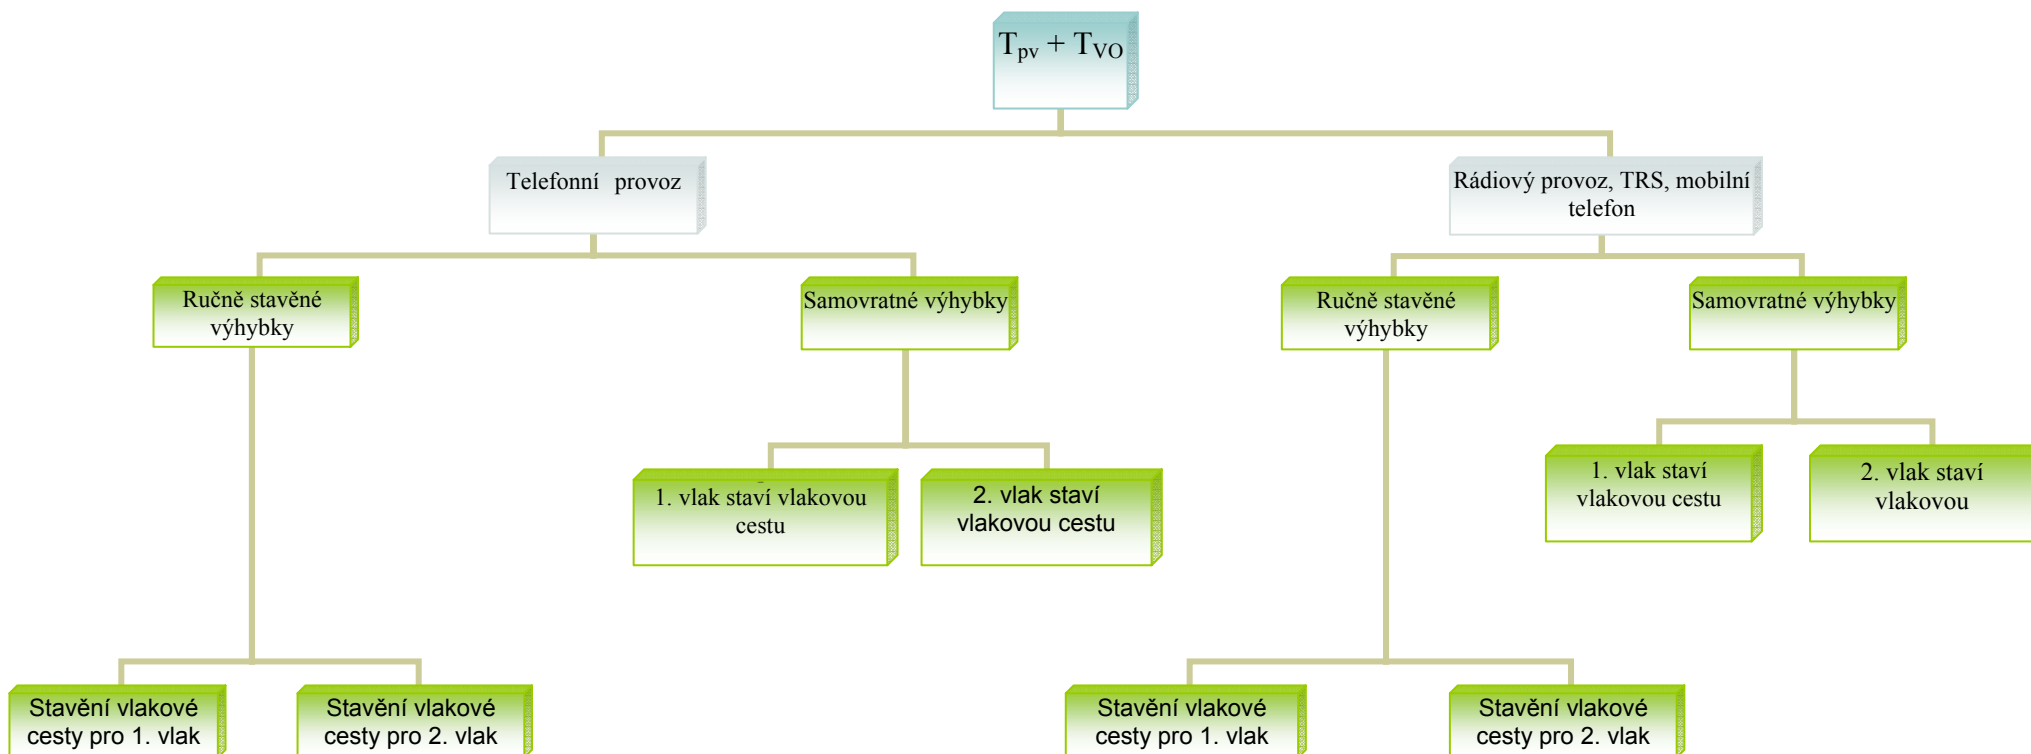 Tpv + TVO
Telefonní provoz
Rádiový provoz, TRS, mobilní
telefon
Ručně stavěné
výhybky
Samovratné výhybky
Ručně stavěné
výhybky
Samovratné výhybky
1. vlak staví vlakovou
cestu
2. vlak staví
vlakovou cestu
1. vlak staví
vlakovou cestu
2. vlak staví
vlakovou
Stavění vlakové
cesty pro 1. vlak
Stavění vlakové
cesty pro 2. vlak
Stavění vlakové
cesty pro 1. vlak
Stavění vlakové
cesty pro 2. vlak